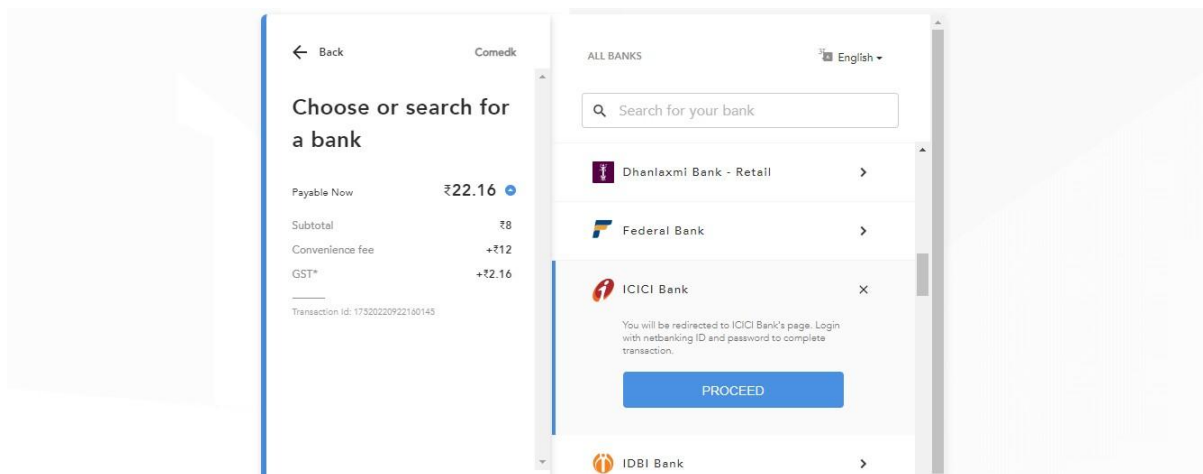 Back
Comedk
Choose or search for
a bank
Payable Now ₹22.16
Subtotal ₹8
Convenience fee +₹12
GST* +₹2.16
Transaction Id: 17520220922160145
ALL BANKS
English
Search for your bank
Dhanlaxmi Bank - Retail
Federal Bank
ICICI Bank
You will be redirected to ICICI Bank's page. Login
with netbanking ID and password to complete
transaction.
PROCEED
IDBI Bank